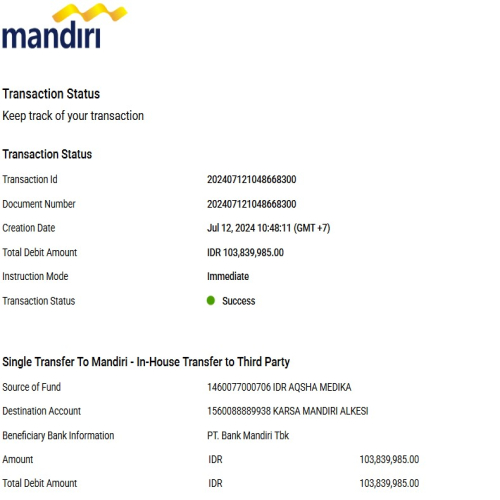 mandırı
Transaction Status
Keep track of your transaction
Transaction Status
Transaction Id 202407121048668300
Document Number 202407121048668300
Creation Date Jul 12, 2024 10:48:11 (GMT +7)
Total Debit Amount IDR 103,839,985.00
Instruction Mode Immediate
Transaction Status Success
Single Transfer To Mandiri - In-House Transfer to Third Party
Source of Fund 1460077000706 IDR AQSHA MEDIKA
Destination Account 1560088889938 KARSA MANDIRI ALKESI
Beneficiary Bank Information PT. Bank Mandiri Tbk
Amount IDR 103,839,985.00
Total Debit Amount IDR 103,839,985.00